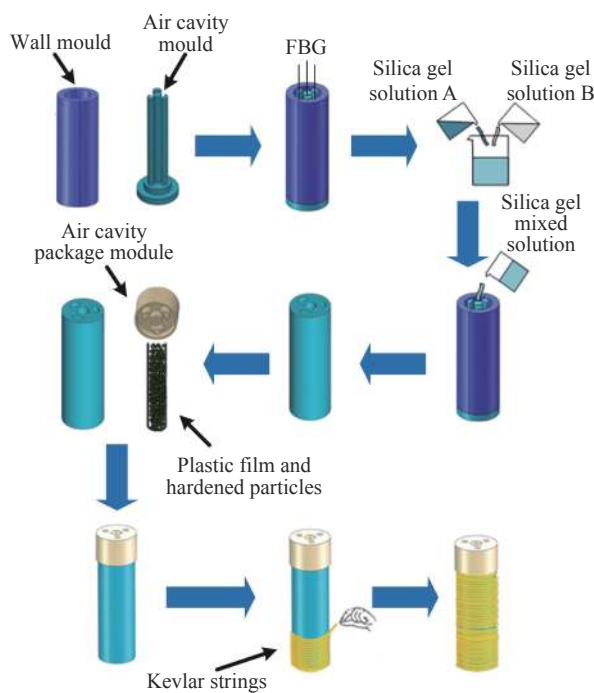 Wall mould
Air cavity
mould
FBG
Silica gel
solution A
Silica gel
solution B
Silica gel
mixed
solution
Air cavity
package module
Plastic film and
hardened particles
Kevlar strings